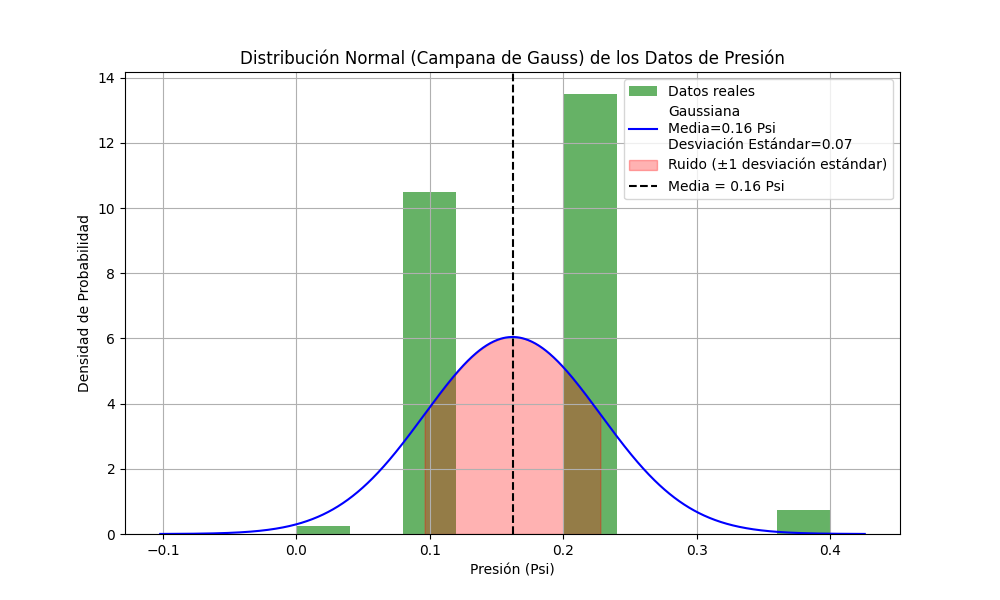 Distribución Normal (Campana de Gauss) de los Datos de Presión
Datos reales
Gaussiana
Media=0.16 Psi
Desviación Estándar=0.07
Ruido (±1 desviación estándar)
Media = 0.16 Psi
Densidad de Probabilidad
14
12
10
8
6
4
2
0
−0.1
0.0
0.1
0.2
0.3
0.4
Presión (Psi)